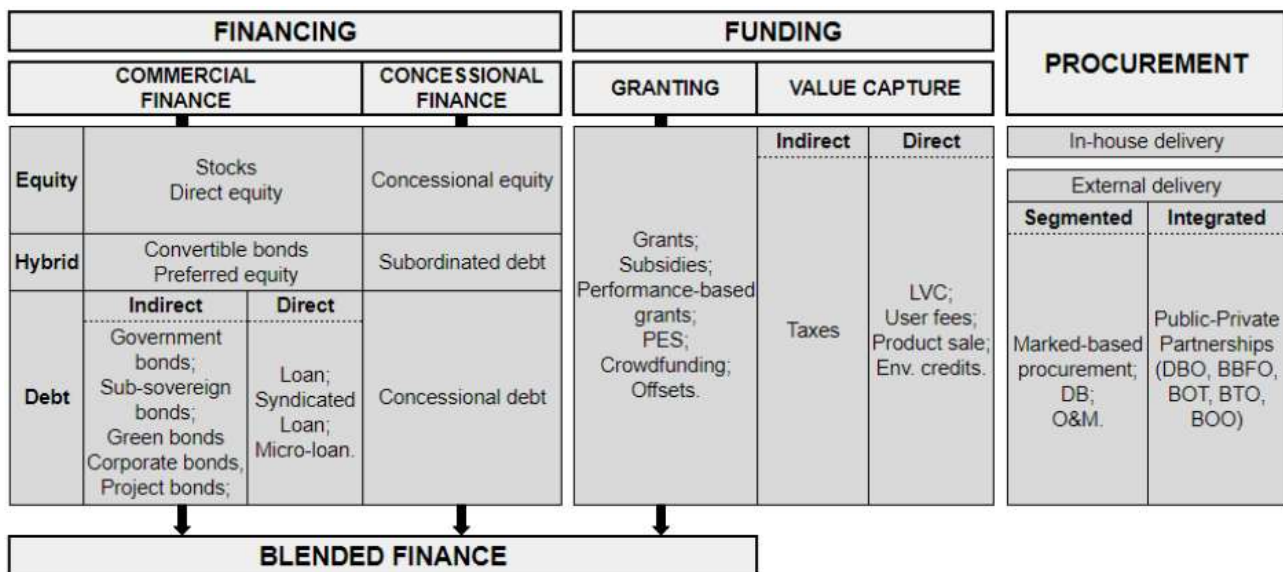 FINANCING
FUNDING
PROCUREMENT
COMMERCIAL
FINANCE
CONCESSIONAL
FINANCE
GRANTING
VALUE CAPTURE
Equity
Stocks
Direct equity
Concessional equity
Hybrid
Convertible bonds
Preferred equity
Subordinated debt
Debt
Indirect
Government
bonds;
Sub-sovereign
bonds;
Green bonds
Corporate bonds,
Project bonds;
Direct
Loan;
Syndicated
Loan;
Micro-loan.
Concessional debt
Grants;
Subsidies;
Performance-based
grants;
PES;
Crowdfunding;
Offsets.
Indirect
Taxes
Direct
LVC;
User fees;
Product sale;
Env. credits.
In-house delivery
External delivery
Segmented
Marked-based
procurement;
DB;
O&M.
Integrated
Public-Private
Partnerships
(DBO, BBFO,
BOT, BTO,
BOO)
BLENDED FINANCE